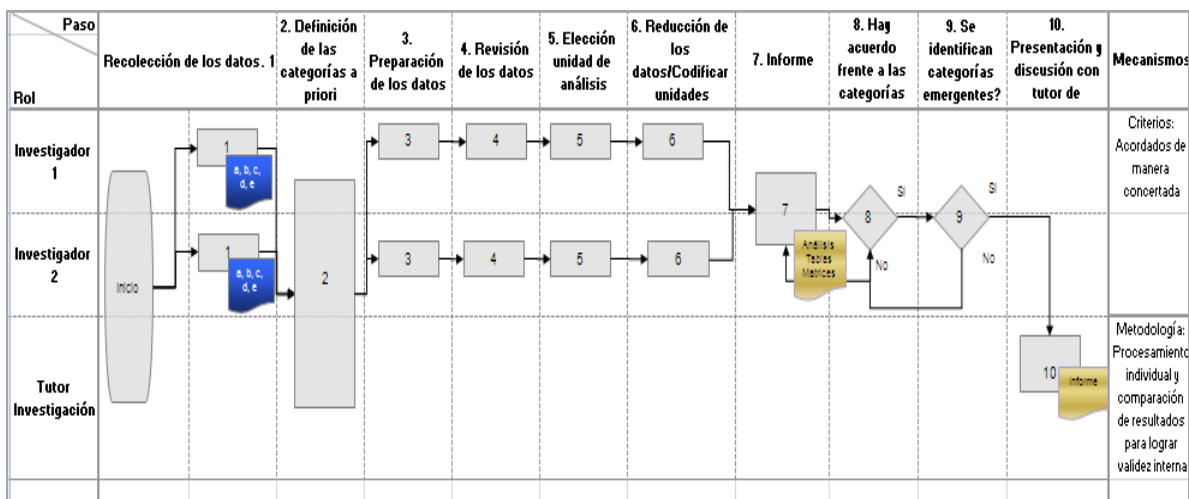 Paso
Rol
Recolección de los datos. 1
2. Definición
de las
categorías a
priori
3.
Preparación
de los datos
4. Revisión
de los datos
5. Elección
unidad de
análisis
6. Reducción de
los
datos/Codificar
unidades
7. Informe
8. Hay
acuerdo
frente a las
categorías
9. Se
identifican
categorías
emergentes?
10.
Presentación y
discusión con
tutor de
Mecanismos
Investigador
1
1
a, b, c,
d, e
3
4
5
6
Criterios:
Acordados de
manera
concertada
Investigador
2
Inicio
1
a, b, c,
d, e
2
3
4
5
6
7
Análisis
Tablas
Matrices
8
SI
No
9
SI
No
Tutor
Investigación
10
Informe
Metodología:
Procesamiento
individual y
comparación
de resultados
para lograr
validez interna